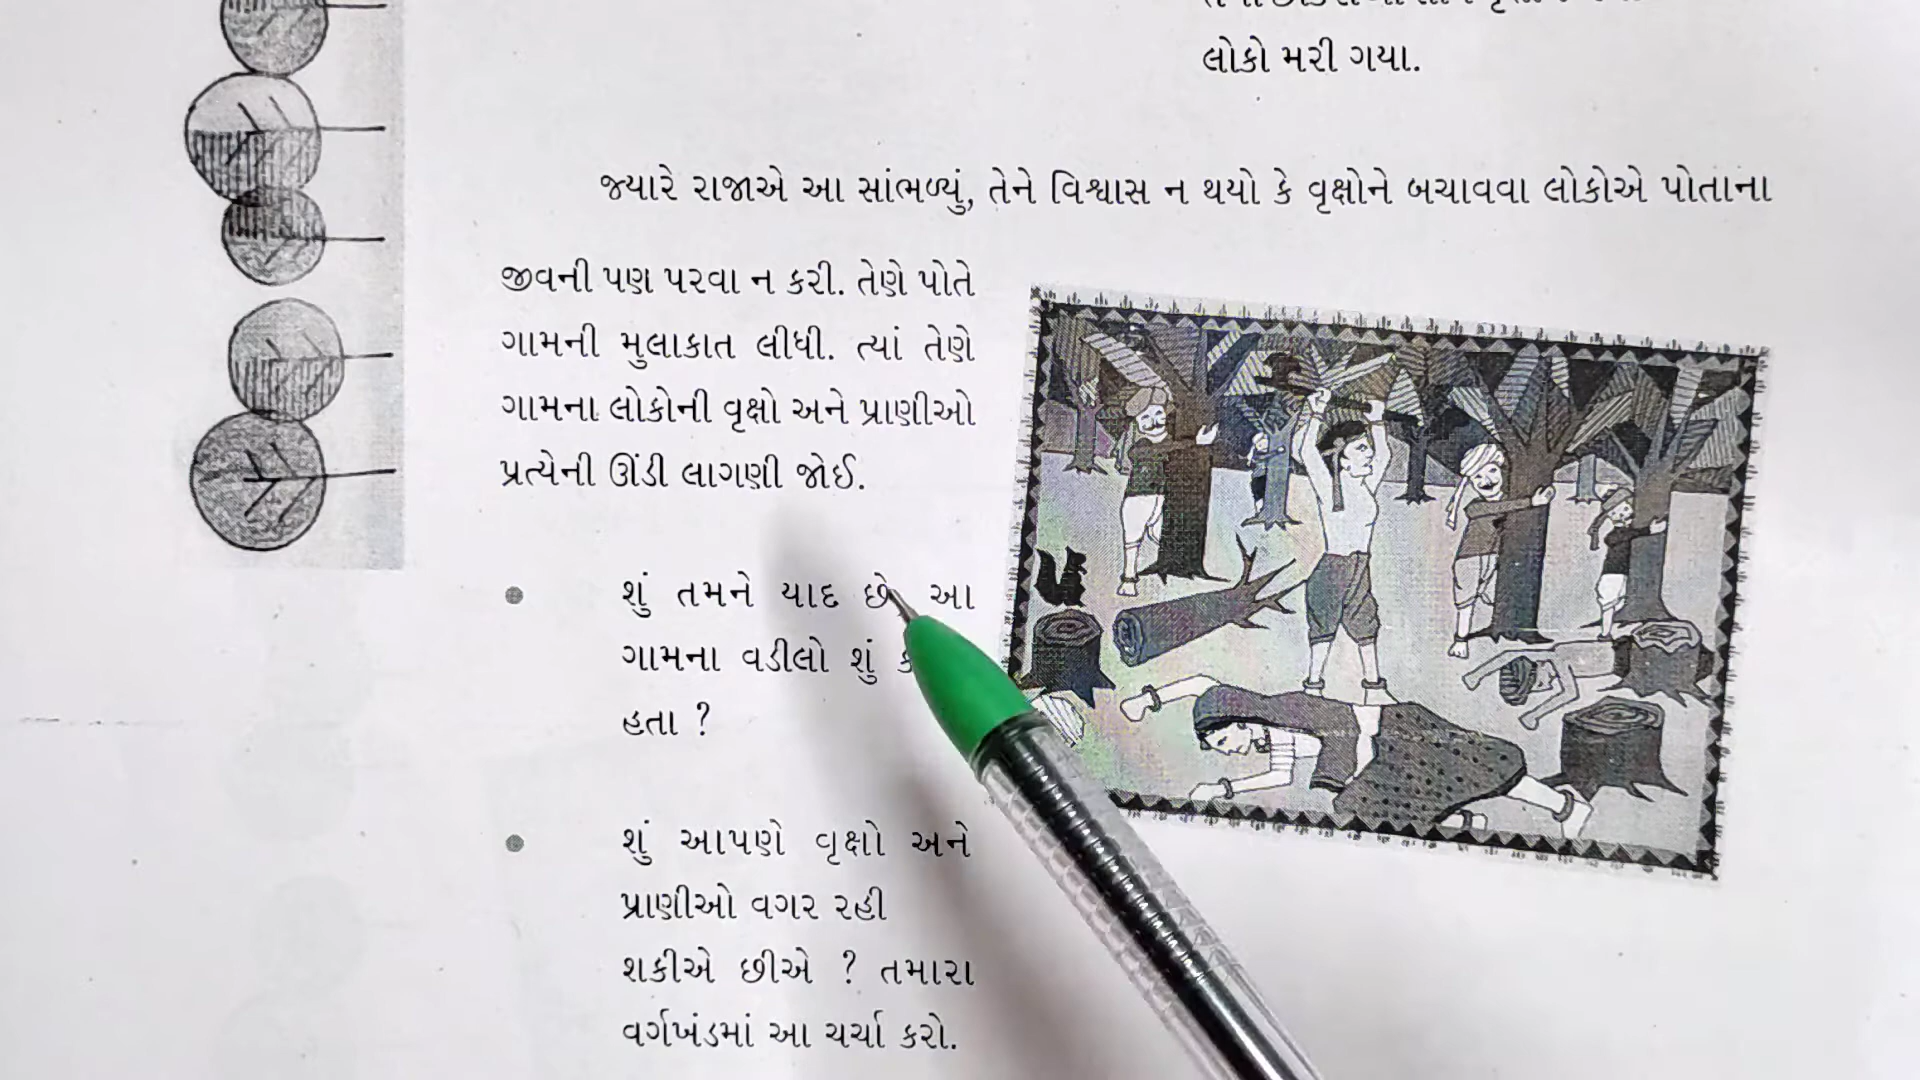 લોકો મરી ગયા.
જ્યારે રાજાએ આ સાંભળ્યું, તેને વિશ્વાસ ન થયો કે વૃક્ષોને બચાવવા લોકોએ પોતાના
જીવની પણ પરવા ન કરી. તેણે પોતે
ગામની મુલાકાત લીધી. ત્યાં તેણે
ગામના લોકોની વૃક્ષો અને પ્રાણીઓ
પ્રત્યેની ઊંડી લાગણી જોઈ.
શું તમને યાદ છે આ
ગામના વડીલો શું
હતા ?
શું આપણે વૃક્ષો અને
પ્રાણીઓ વગર રહી
શકીએ છીએ ? તમારા
વર્ગખંડમાં આ ચર્ચા કરો.